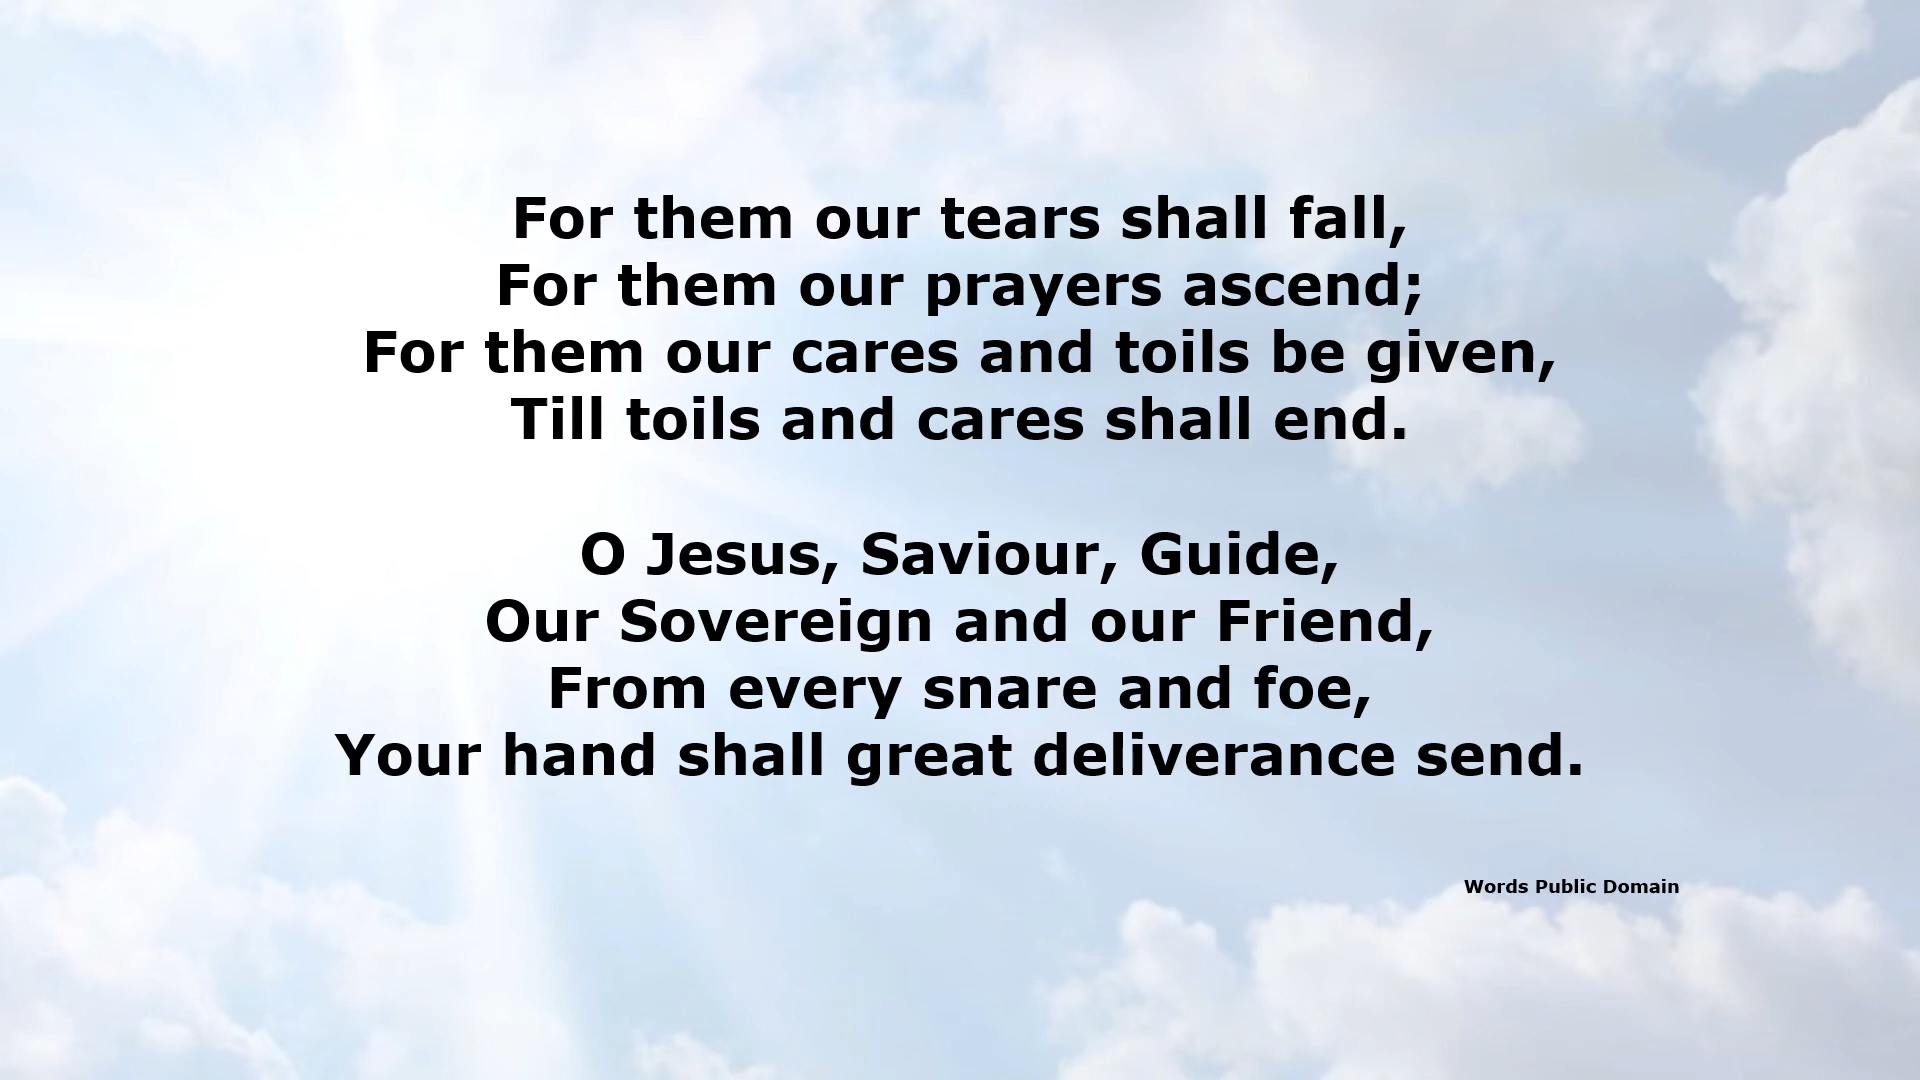 For them our tears shall fall,
For them our prayers ascend;
For them our cares and toils be given,
Till toils and cares shall end.
O Jesus, Saviour, Guide,
Our Sovereign and our Friend,
From every snare and foe,
Your hand shall great deliverance send.
Words Public Domain